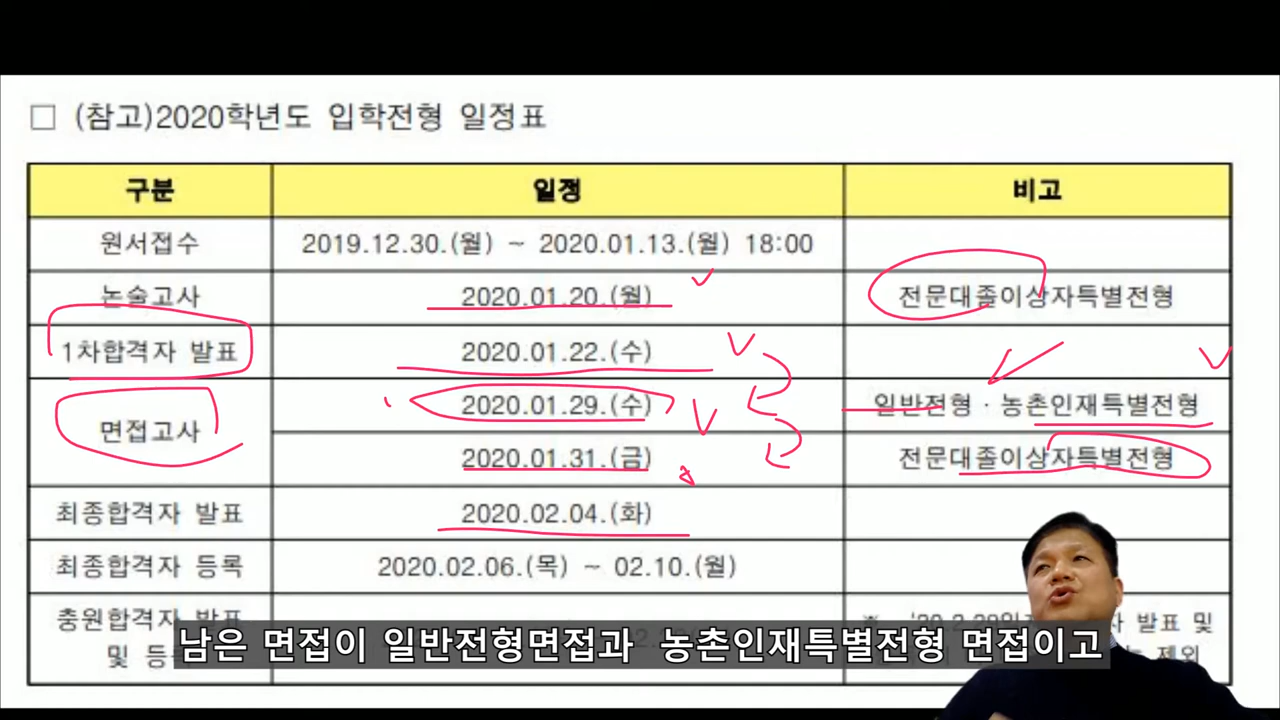 □ (참고)2020학년도 입학전형 일정표
구분 일정 비고
원서접수 2019.12.30.(월) ~ 2020.01.13.(월) 18:00
논술고사 2020.01.20.(월) 전문대졸이상자특별전형
1차합격자 발표 2020.01.22.(수)
면접고사 2020.01.29.(수) 일반전형 · 농촌인재특별전형
2020.01.31.(금) 전문대졸이상자특별전형
최종합격자 발표 2020.02.04.(화)
최종합격자 등록 2020.02.06.(목) ~ 02.10.(월)
충원합격자 발표
및 발표 및
제외
남은 면접이 일반전형면접과 농촌인재특별전형 면접이고